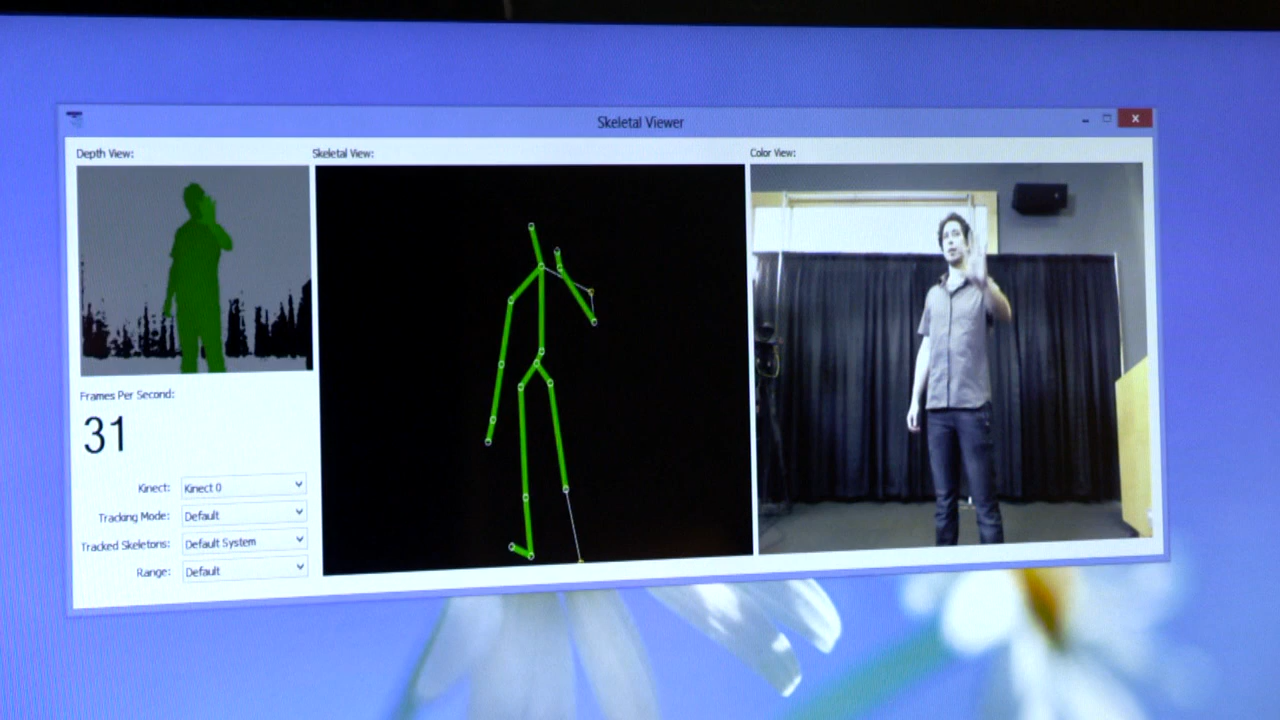 Skeletal Viewer
X
Depth View:
Skeletal View:
Color View:
Frames Per Second:
31
Kinect: Kinect 0
Tracking Mode: Default
Tracked Skeletons: Default System
Range: Default